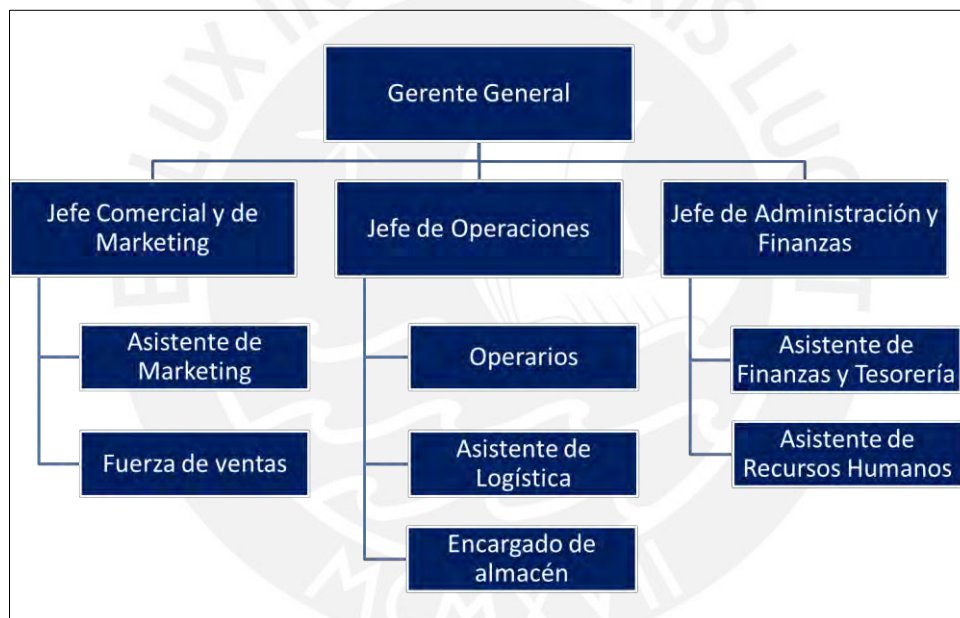 Gerente General
Jefe Comercial y de
Marketing
Jefe de Operaciones
Jefe de Administración y
Finanzas
Asistente de
Marketing
Operarios
Asistente de
Finanzas y Tesorería
Fuerza de ventas
Asistente de
Logística
Asistente de
Recursos Humanos
Encargado de
almacén
MCMXVII